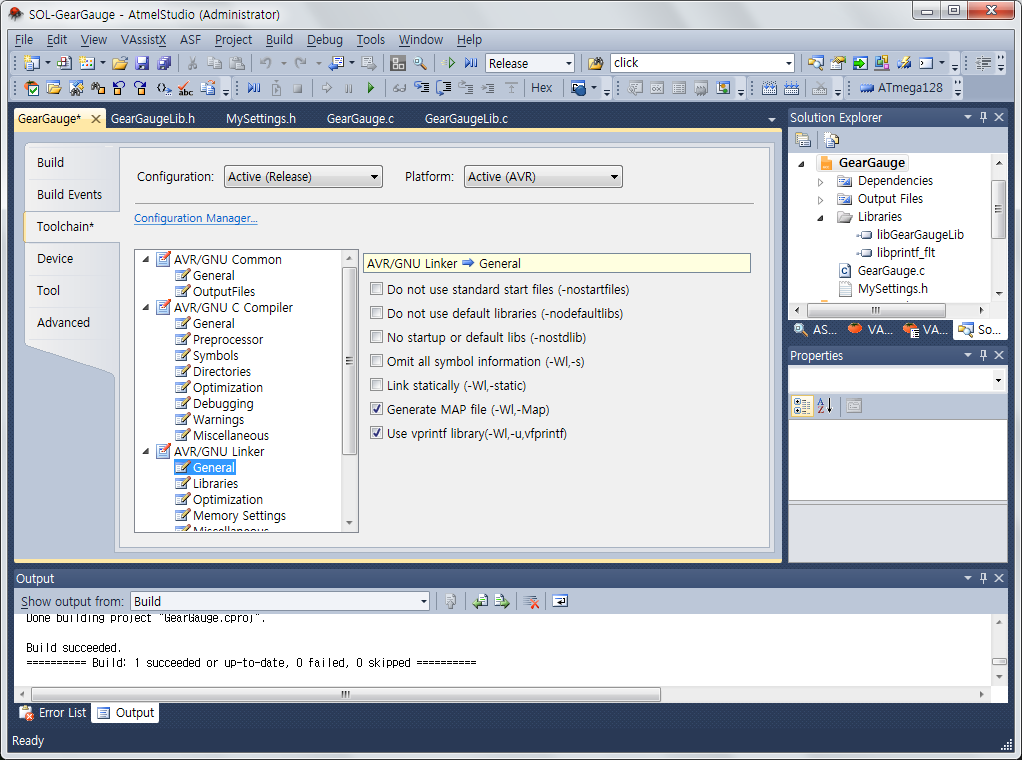 SOL-GearGauge - AtmelStudio (Administrator)
File Edit View VAssistX ASF Project Build Debug Tools Window Help
Release click
Hex ATmega128
GearGauge* GearGaugeLib.h MySettings.h GearGauge.c GearGaugeLib.c
Build
Build Events
Toolchain*
Device
Tool
Advanced
Configuration: Active (Release) Platform: Active (AVR)
Configuration Manager...
AVR/GNU Common
General
OutputFiles
AVR/GNU C Compiler
General
Preprocessor
Symbols
Directories
Optimization
Debugging
Warnings
Miscellaneous
AVR/GNU Linker
General
Libraries
Optimization
Memory Settings
Miscellaneous
AVR/GNU Linker General
Do not use standard start files (-nostartfiles)
Do not use default libraries (-nodefaultlibs)
No startup or default libs (-nostdlib)
Omit all symbol information (-Wl,-s)
Link statically (-Wl,-static)
Generate MAP file (-Wl,-Map)
Use vprintf library(-Wl,-u,vfprintf)
Solution Explorer
GearGauge
Dependencies
Output Files
Libraries
libGearGaugeLib
libprintf_flt
GearGauge.c
MySettings.h
AS... VA... VA... So...
Properties
Output
Show output from: Build
Done building project "GearGauge.cproj".
Build succeeded.
========== Build: 1 succeeded or up-to-date, 0 failed, 0 skipped ==========
Error List Output
Ready